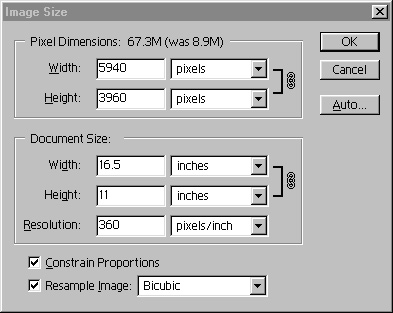 Image Size
Pixel Dimensions: 67.3M (was 8.9M)
OK
Width: 5940 pixels
Cancel
Height: 3960 pixels
Auto...
Document Size:
Width: 16.5 inches
Height: 11 inches
Resolution: 360 pixels/inch
Constrain Proportions
Resample Image: Bicubic